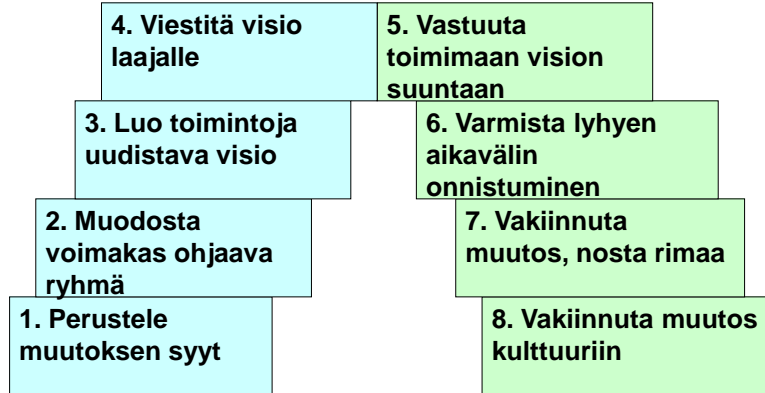 4. Viestitä visio
laajalle
5. Vastuuta
toimimaan vision
suuntaan
3. Luo toimintoja
uudistava visio
6. Varmista lyhyen
aikavälin
onnistuminen
2. Muodosta
voimakas ohjaava
ryhmä
7. Vakiinnuta
muutos, nosta rimaa
1. Perustele
muutoksen syyt
8. Vakiinnuta muutos
kulttuuriin